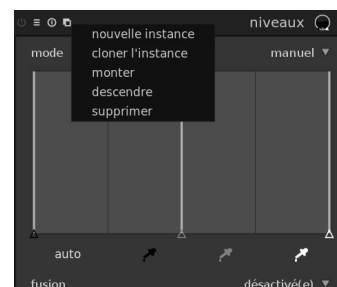 niveaux
nouvelle instance
cloner l'instance
monter
descendre
supprimer
mode
manuel
auto
fusion
désactivé(e)